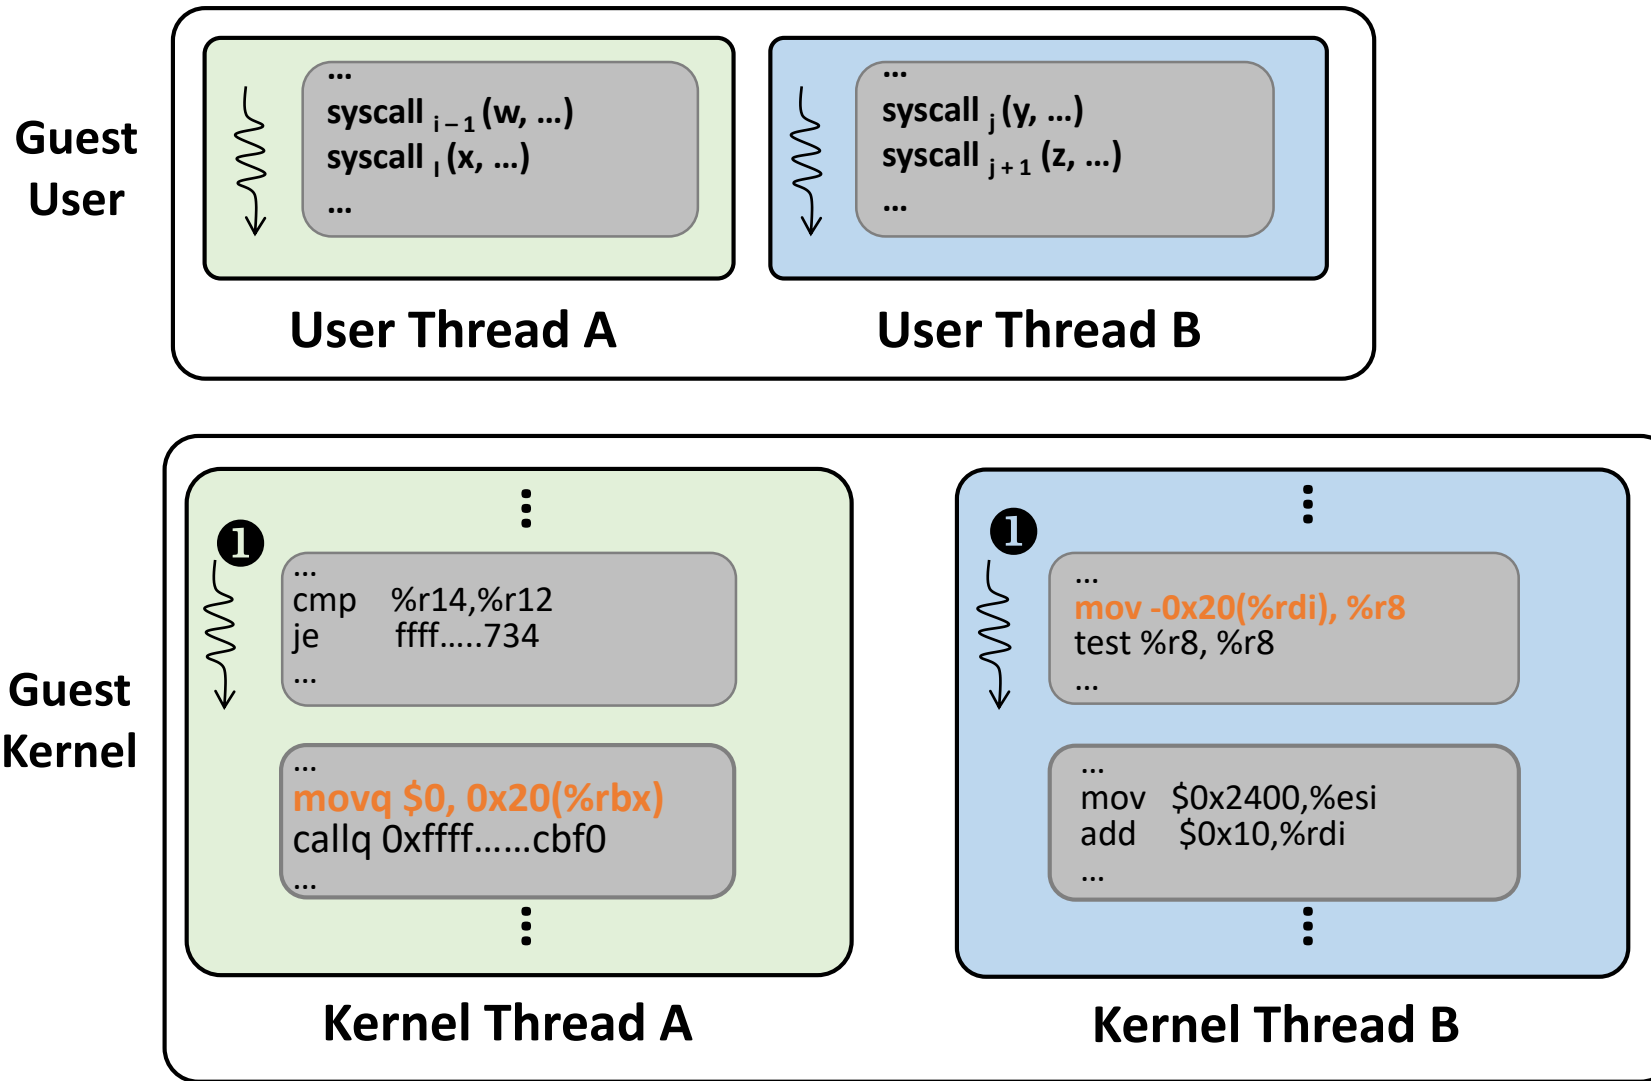 Guest
User
...
syscall i – 1 (w, ...)
syscall l (x, ...)
...
User Thread A
...
syscall j (y, ...)
syscall j + 1 (z, ...)
...
User Thread B
Guest
Kernel
⋮
❶
...
cmp %r14,%r12
je ffff.....734
...
...
movq $0, 0x20(%rbx)
callq 0xffff......cbf0
...
⋮
Kernel Thread A
⋮
❶
...
mov -0x20(%rdi), %r8
test %r8, %r8
...
...
mov $0x2400,%esi
add $0x10,%rdi
...
⋮
Kernel Thread B